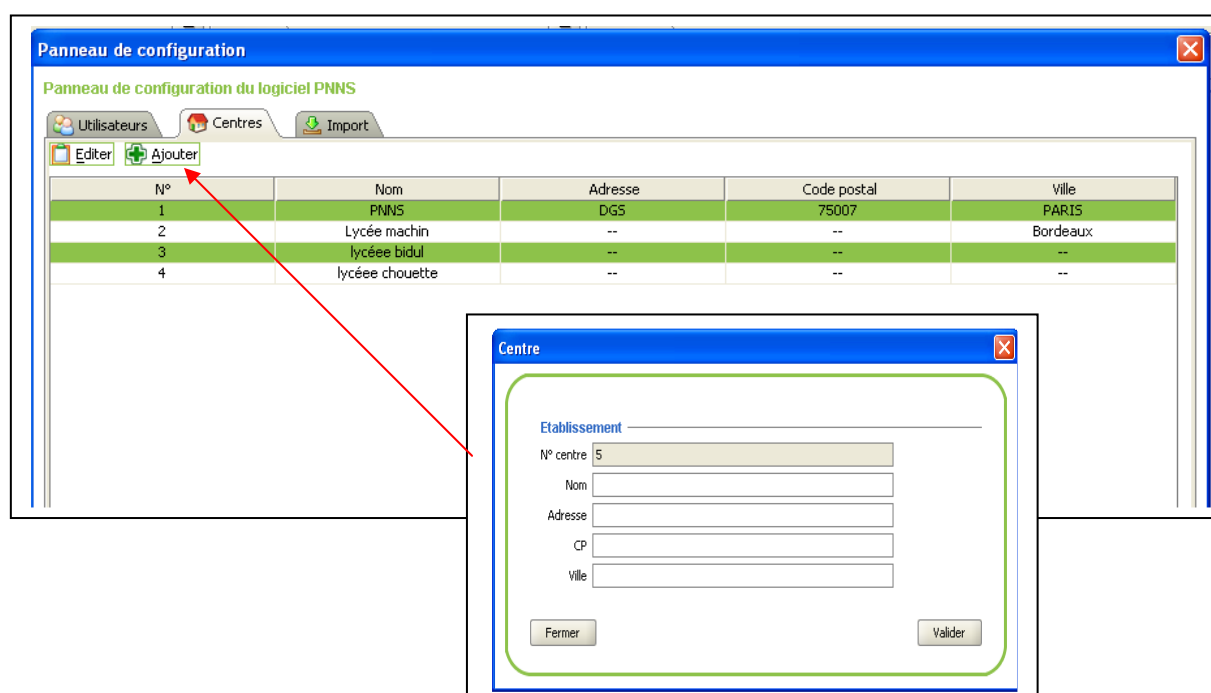 Panneau de configuration
Panneau de configuration du logiciel PNNS
Utilisateurs Centres Import
Editer Ajouter
N° Nom Adresse Code postal Ville
1 PNNS DGS 75007 PARIS
2 Lycée machin -- -- Bordeaux
3 lycéee bidul -- -- --
4 lycéee chouette -- -- --
Centre
Etablissement
N° centre 5
Nom
Adresse
CP
Ville
Fermer Valider